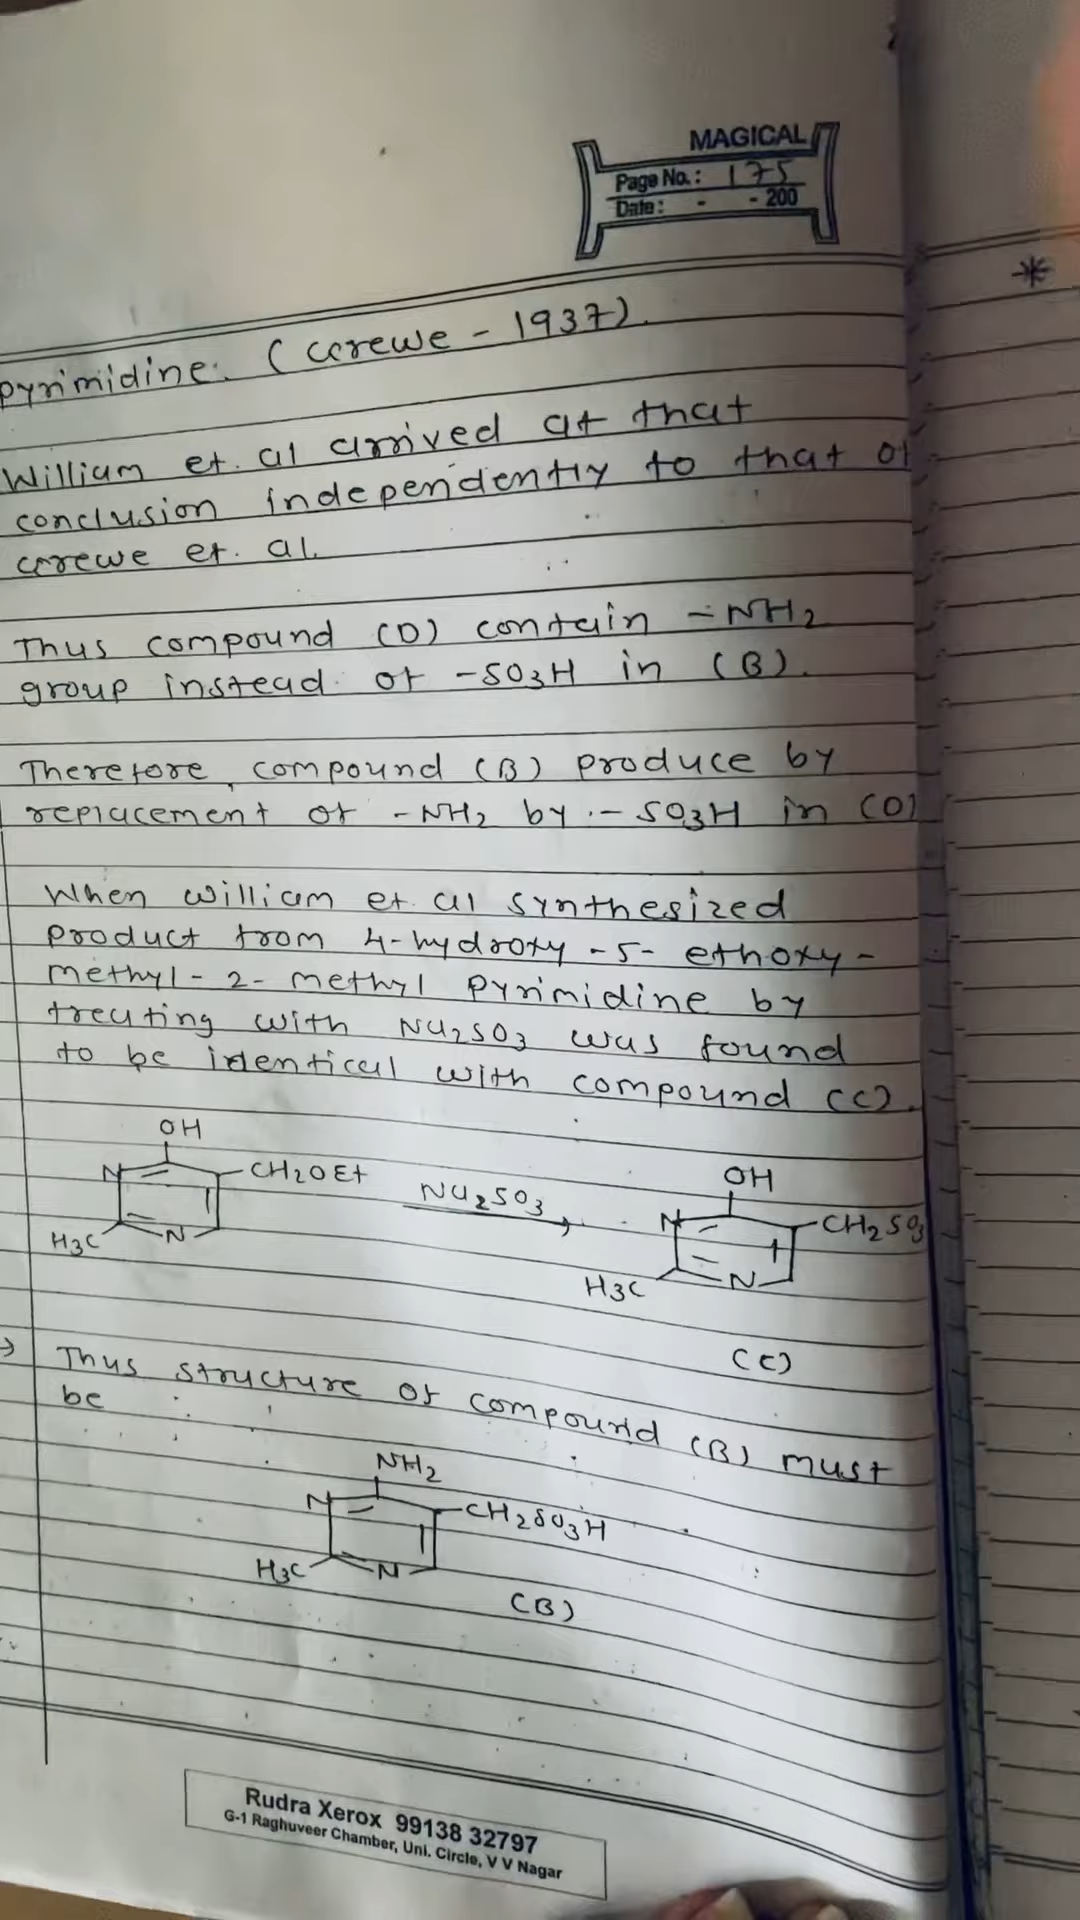 MAGICAL
Page No.: 175
Date: - - 200
*
pyrimidine. (Grewe - 1937)
William et. al arrived at that
conclusion independently to that of
Grewe et. al.
Thus compound (D) contain -NH2
group instead of -SO3H in (B).
Therefore, compound (B) produce by
replacement of -NH2 by -SO3H in (D)
When william et. al synthesized
product from 4-hydroxy-5-ethoxy-
methyl-2-methyl pyrimidine by
treating with Na2SO3 was found
to be identical with compound (C).
OH
N
CH2OEt
Na2SO3
H3C
N
OH
N
CH2SO3
H3C
N
(C)
→ Thus structure of compound (B) must
be
NH2
N
CH2SO3H
H3C
N
(B)
Rudra Xerox 99138 32797
G-1 Raghuveer Chamber, Uni. Circle, V V Nagar